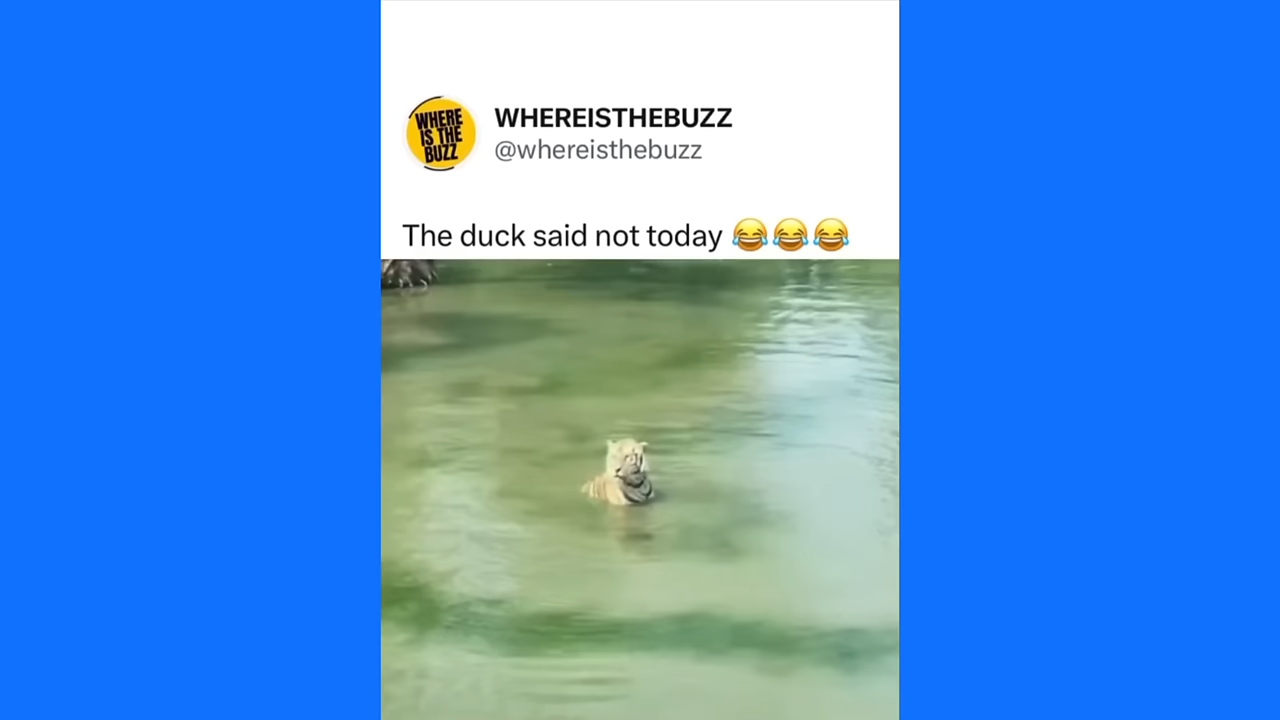 WHERE
IS THE
BUZZ
WHEREISTHEBUZZ
@whereisthebuzz
The duck said not today 😂😂😂